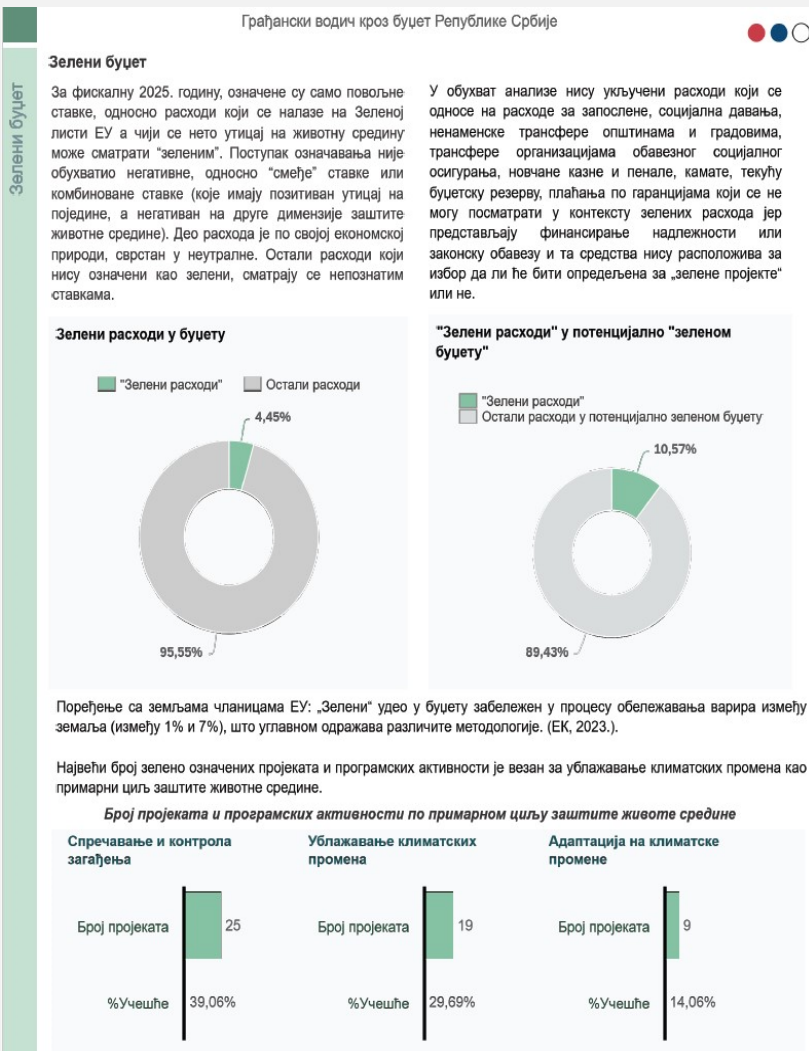 Грађански водич кроз буџет Републике Србије
Зелени буџет
Зелени буџет
За фискалну 2025. годину, означене су само повољне
ставке, односно расходи који се налазе на Зеленој
листи ЕУ а чији се нето утицај на животну средину
може сматрати “зеленим”. Поступак означавања није
обухватио негативне, односно “смеђе” ставке или
комбиноване ставке (које имају позитиван утицај на
поједине, а негативан на друге димензије заштите
животне средине). Део расхода је по својој економској
природи, сврстан у неутралне. Остали расходи који
нису означени као зелени, сматрају се непознатим
ставкама.
У обухват анализе нису укључени расходи који се
односе на расходе за запослене, социјална давања,
ненаменске трансфере општинама и градовима,
трансфере организацијама обавезног социјалног
осигурања, новчане казне и пенале, камате, текућу
буџетску резерву, плаћања по гаранцијама који се не
могу посматрати у контексту зелених расхода јер
представљају финансирање надлежности или
законску обавезу и та средства нису расположива за
избор да ли ће бити опредељена за „зелене пројекте“
или не.
Зелени расходи у буџету
"Зелени расходи" Остали расходи
4,45%
95,55%
"Зелени расходи" у потенцијално "зеленом
буџету"
"Зелени расходи"
Остали расходи у потенцијално зеленом буџету
10,57%
89,43%
Поређење са земљама чланицама ЕУ: „Зелени“ удео у буџету забележен у процесу обележавања варира између
земаља (између 1% и 7%), што углавном одражава различите методологије. (ЕК, 2023.).
Највећи број зелено означених пројеката и програмских активности је везан за ублажавање климатских промена као
примарни циљ заштите животне средине.
Број пројеката и програмских активности по примарном циљу заштите животе средине
Спречавање и контрола
загађења
Број пројеката 25
%Учешће 39,06%
Ублажавање климатских
промена
Број пројеката 19
%Учешће 29,69%
Адаптација на климатске
промене
Број пројеката 9
%Учешће 14,06%